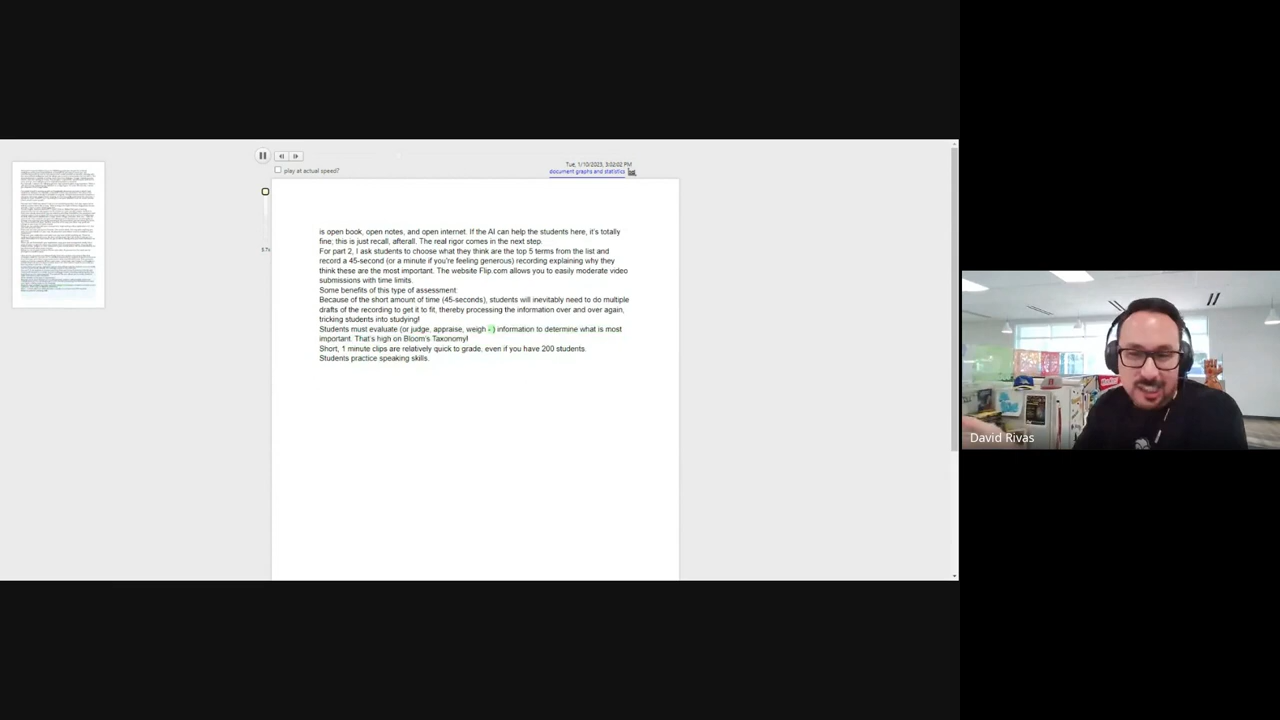 Tue, 1/10/2023, 3:02:02 PM
play at actual speed?
document graphs and statistics
is open book, open notes, and open internet. If the AI can help the students here, it's totally
fine; this is just recall, afterall. The real rigor comes in the next step.
For part 2, I ask students to choose what they think are the top 5 terms from the list and
record a 45-second (or a minute if you're feeling generous) recording explaining why they
think these are the most important. The website Flip.com allows you to easily moderate video
submissions with time limits.
Some benefits of this type of assessment:
Because of the short amount of time (45-seconds), students will inevitably need to do multiple
drafts of the recording to get it to fit, thereby processing the information over and over again,
tricking students into studying!
Students must evaluate (or judge, appraise, weigh -) information to determine what is most
important. That's high on Bloom's Taxonomy!
Short, 1 minute clips are relatively quick to grade, even if you have 200 students.
Students practice speaking skills.
David Rivas